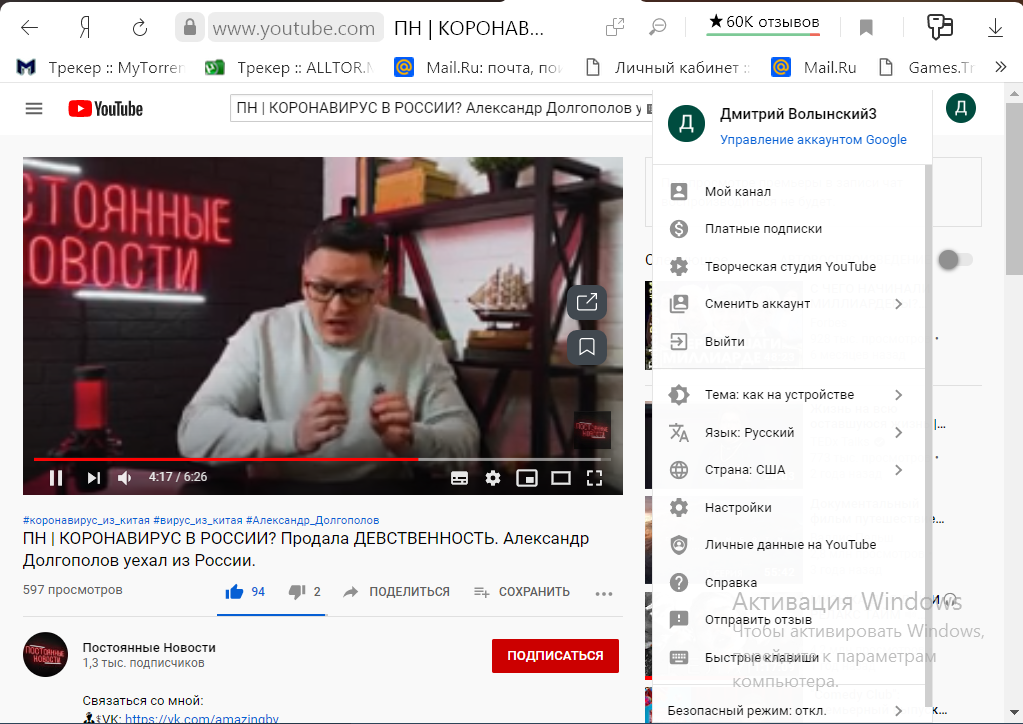 Я
www.youtube.com
ПН | КОРОНАВ...
★ 60K отзывов
Трекер :: MyTorren
Трекер :: ALLTOR.
Mail.Ru: почта, по
Личный кабинет ::
Mail.Ru
Games.Tr
YouTube
ПН | КОРОНАВИРУС В РОССИИ? Александр Долгополов у
Д
Д
Дмитрий Волынский3
Управление аккаунтом Google
ТОЯННЫЕ
НОВОСТИ
ПОСТОЯННЫЕ
НОВОСТИ
4:17 / 6:26
#коронавирус_из_китая #вирус_из_китая #Александр_Долгополов
ПН | КОРОНАВИРУС В РОССИИ? Продала ДЕВСТВЕННОСТЬ. Александр
Долгополов уехал из России.
597 просмотров
94
2
ПОДЕЛИТЬСЯ
СОХРАНИТЬ
ПОСТОЯННЫЕ
НОВОСТИ
Постоянные Новости
1,3 тыс. подписчиков
ПОДПИСАТЬСЯ
Связаться со мной:
VK: https://vk.com/amazingby
Мой канал
Платные подписки
Творческая студия YouTube
Сменить аккаунт
Выйти
Тема: как на устройстве
Язык: Русский
Страна: США
Настройки
Личные данные на YouTube
Справка
Отправить отзыв
Быстрые клавиши
Безопасный режим: откл.
Активация Windows
Чтобы активировать Windows,
перейдите к параметрам
компьютера.